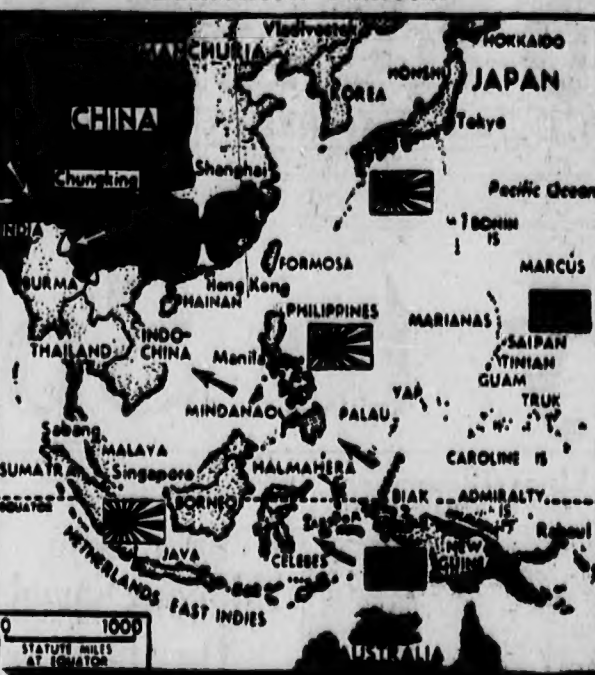 Vladivostok
HOKKAIDO
MANCHURIA
HONSHU
JAPAN
KOREA
CHINA
Tokyo
Shanghai
Chungking
Pacific Ocean
BONIN
IS
INDIA
FORMOSA
MARCUS
BURMA
Hong Kong
HAINAN
PHILIPPINES
MARIANAS
INDO-
CHINA
SAIPAN
THAILAND
Manila
TINIAN
GUAM
YAP
TRUK
MINDANAO
PALAU
Sabang
MALAYA
CAROLINE IS
SUMATRA
Singapore
HALMAHERA
BIAK
ADMIRALTY
IS
EQUATOR
BORNEO
Rabaul
JAVA
CELEBES
NEW
GUINEA
Bali
NETHERLANDS EAST INDIES
0 1000
STATUTE MILES
AT EQUATOR
AUSTRALIA